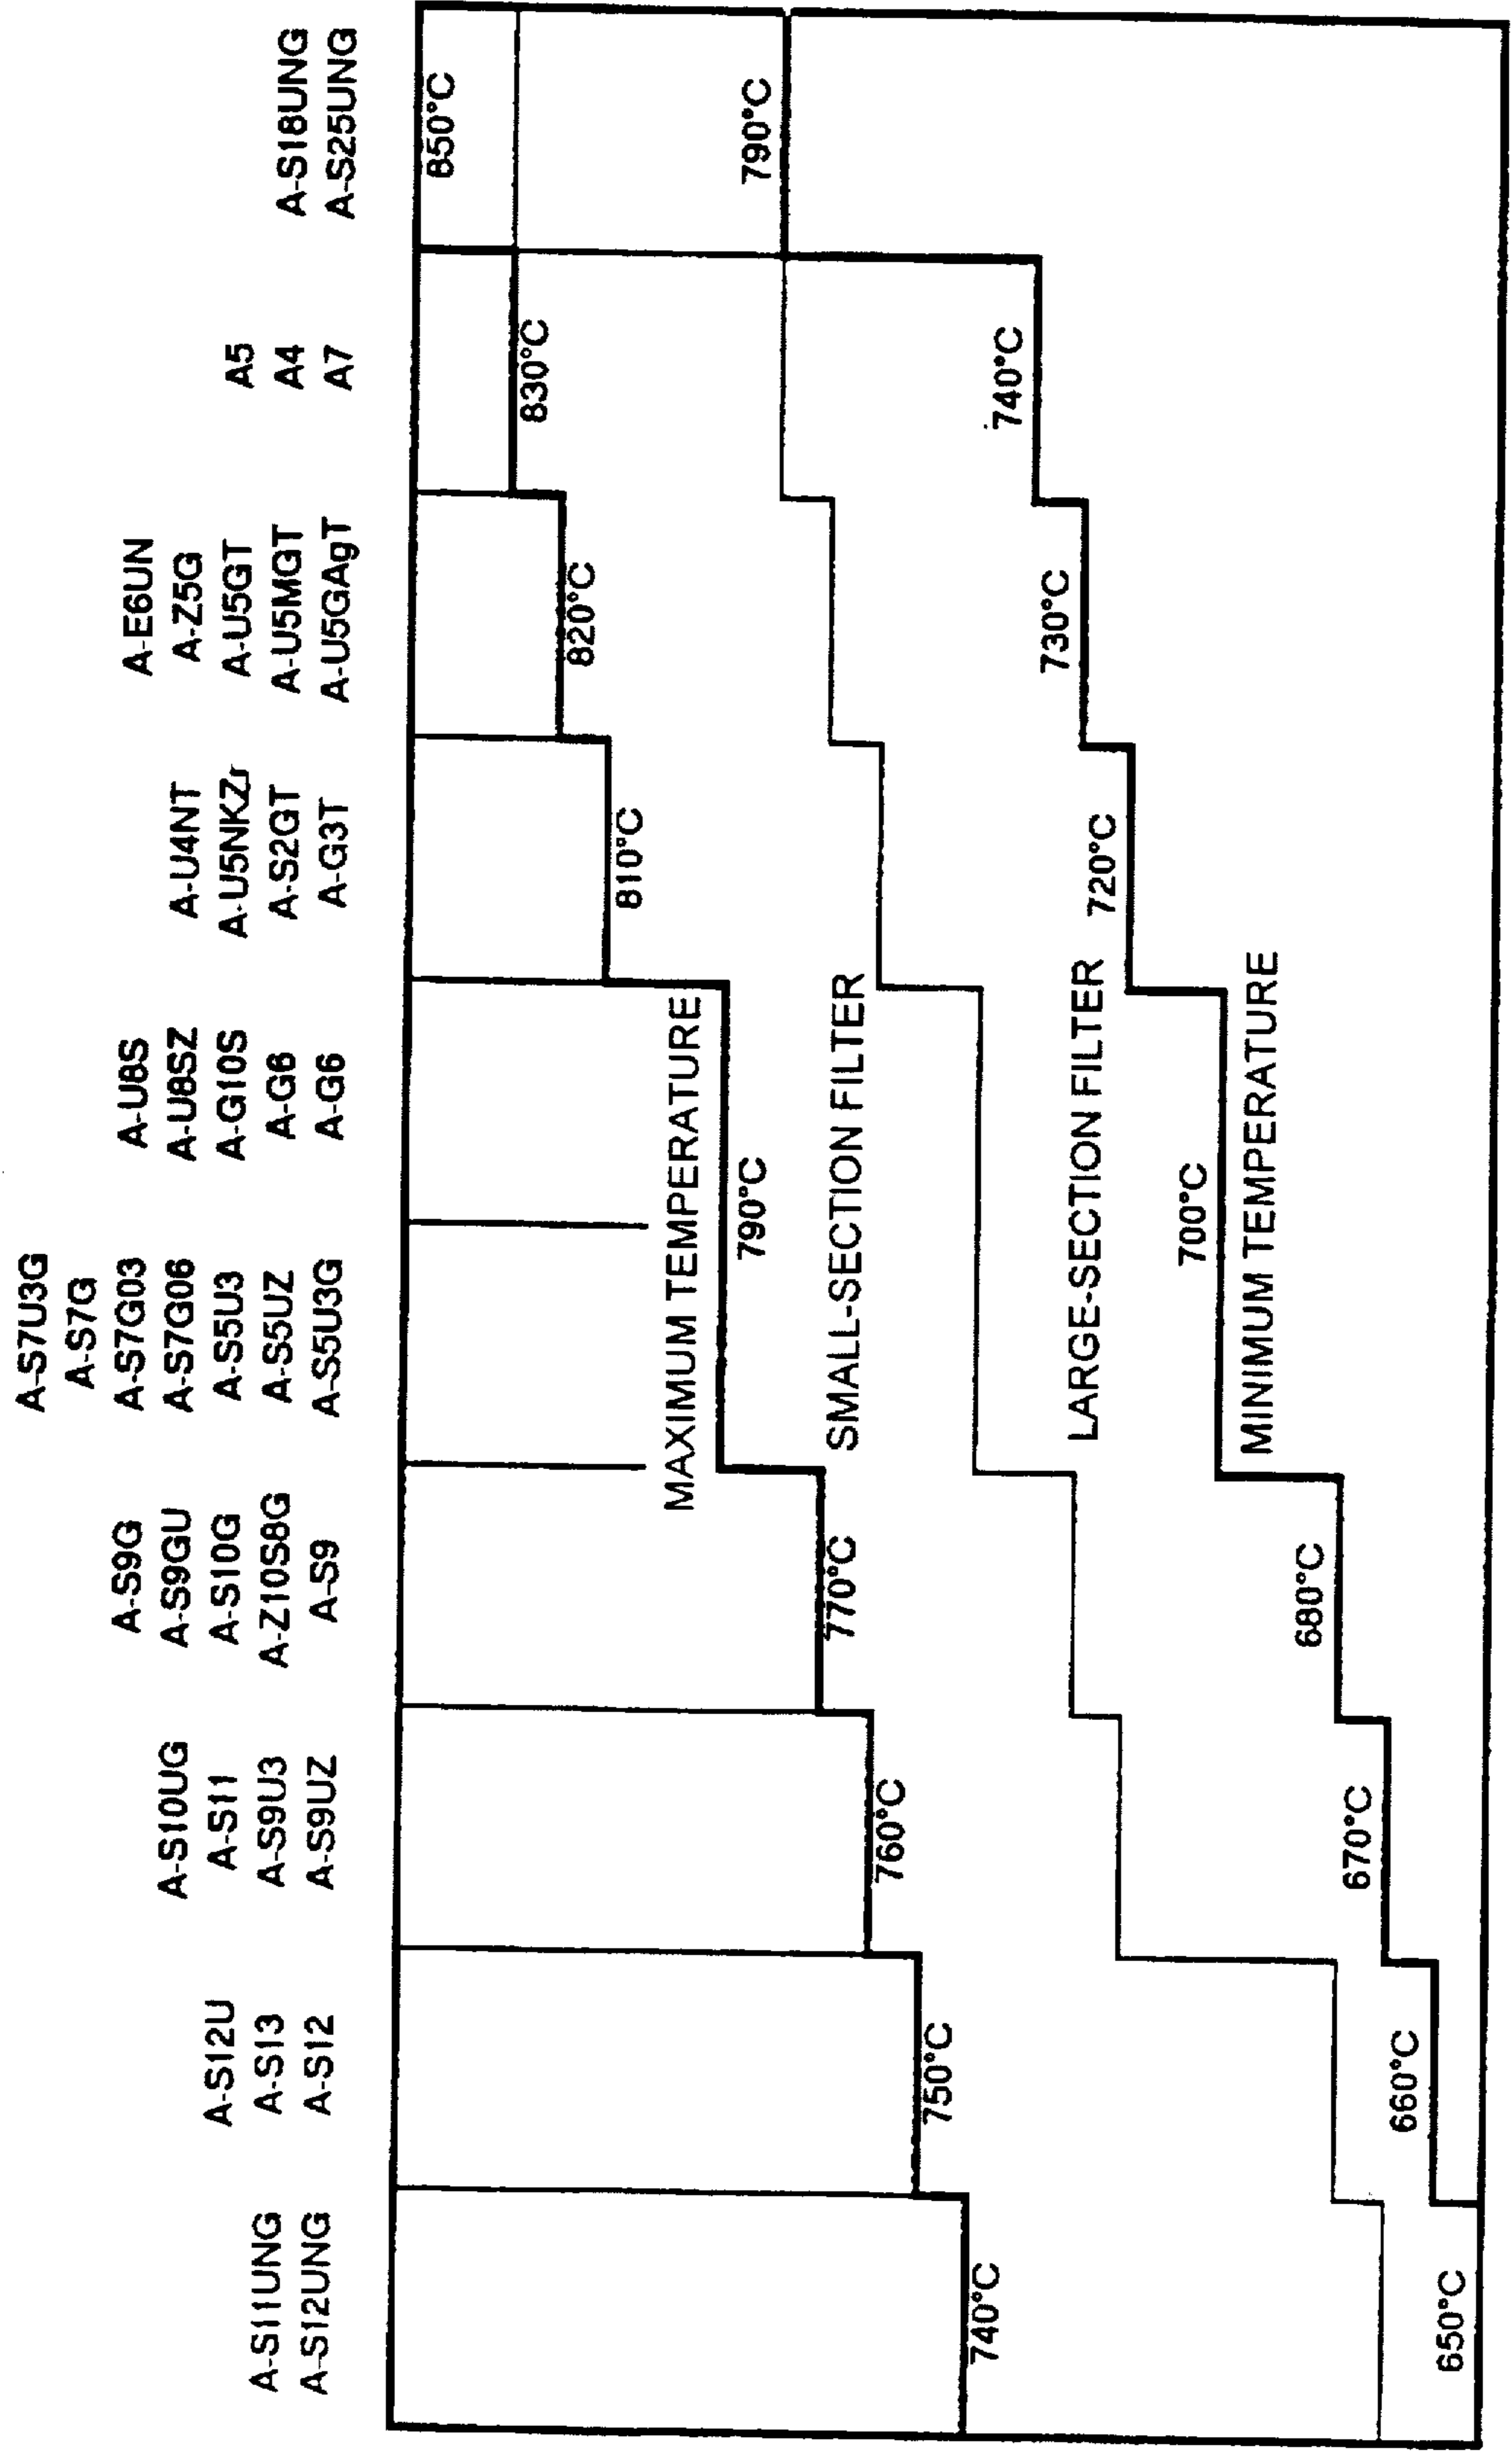 A-S11UNG
A-S12UNG
A-S12U
A-S13
A-S12
A-S10UG
A-S11
A-S9U3
A-S9UZ
A-S9G
A-S9GU
A-S10G
A-Z10S8G
A-S9
A-S7U3G
A-S7G
A-S7G03
A-S7G06
A-S5U3
A-S5UZ
A-S5U3G
A-U8S
A-U8SZ
A-G10S
A-G6
A-G6
A-U4NT
A-U5NKZr
A-S2GT
A-G3T
A-E6UN
A-Z5G
A-U5GT
A-U5MGT
A-U5GAgT
A5
A4
A7
A-S18UNG
A-S25UNG
850°C
830°C
820°C
810°C
MAXIMUM TEMPERATURE
790°C
790°C
770°C
760°C
750°C
740°C
SMALL-SECTION FILTER
LARGE-SECTION FILTER
740°C
730°C
720°C
700°C
MINIMUM TEMPERATURE
680°C
670°C
660°C
650°C